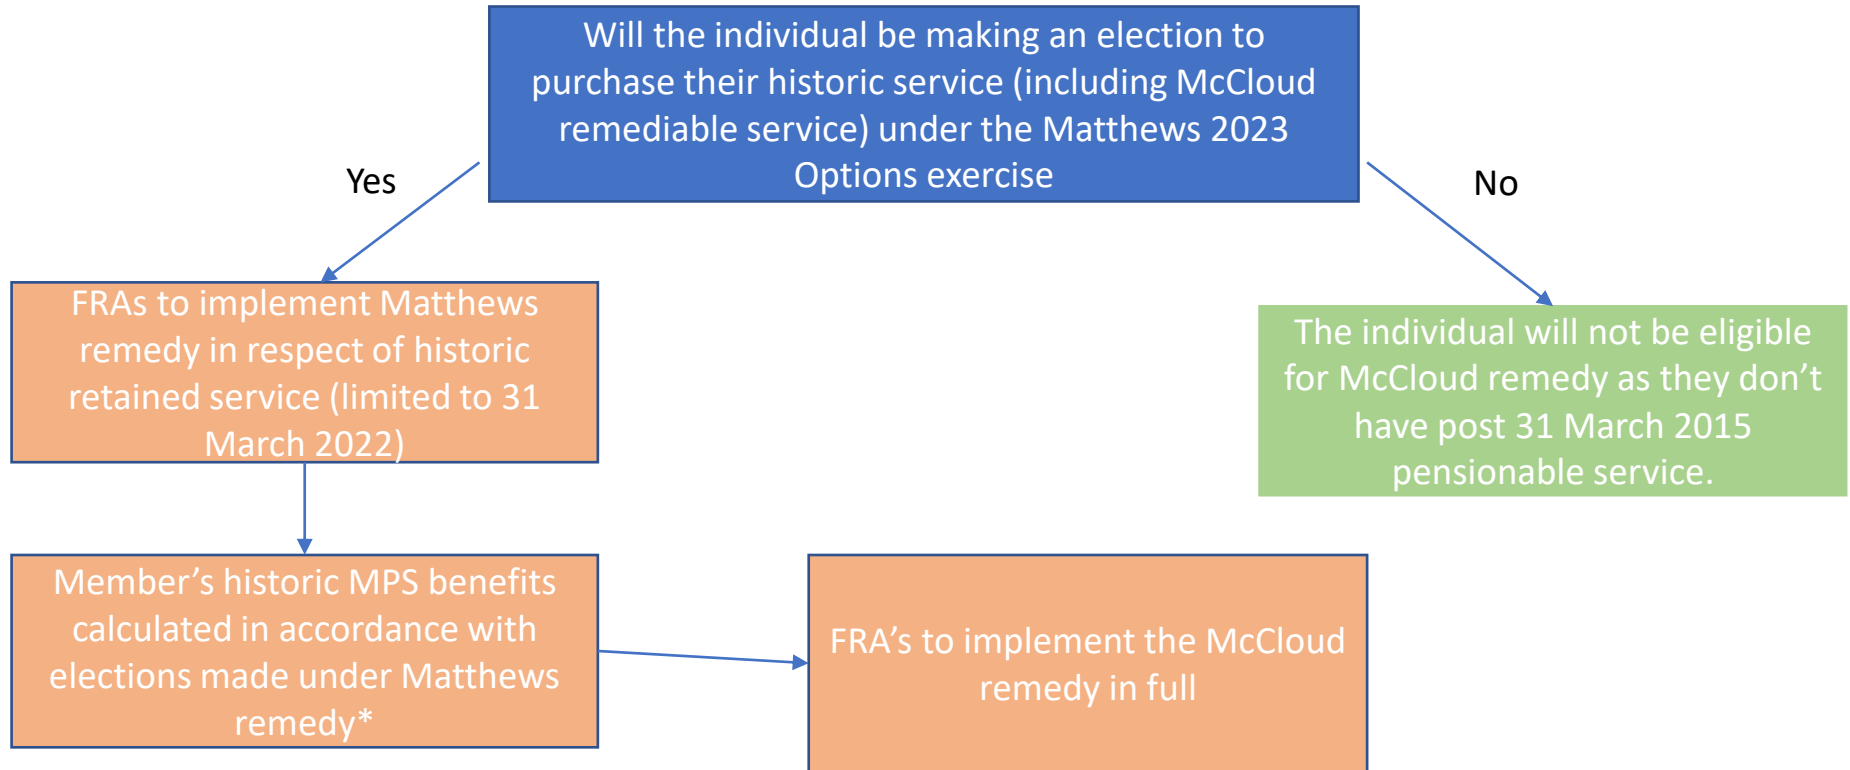 Will the individual be making an election to
purchase their historic service (including McCloud
remediable service) under the Matthews 2023
Options exercise
Yes
No
FRAs to implement Matthews
remedy in respect of historic
retained service (limited to 31
March 2022)
The individual will not be eligible
for McCloud remedy as they don’t
have post 31 March 2015
pensionable service.
Member’s historic MPS benefits
calculated in accordance with
elections made under Matthews
remedy*
FRA’s to implement the McCloud
remedy in full